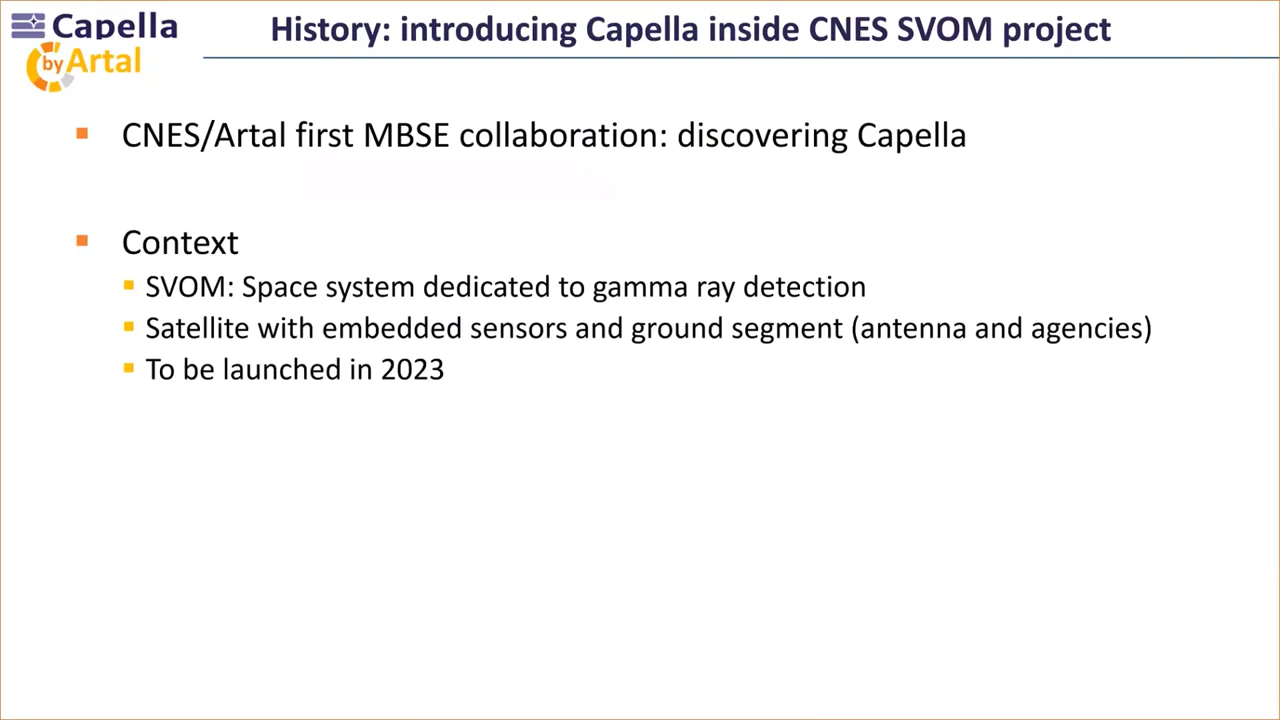 Capella
by Artal
History: introducing Capella inside CNES SVOM project
CNES/Artal first MBSE collaboration: discovering Capella
Context
SVOM: Space system dedicated to gamma ray detection
Satellite with embedded sensors and ground segment (antenna and agencies)
To be launched in 2023